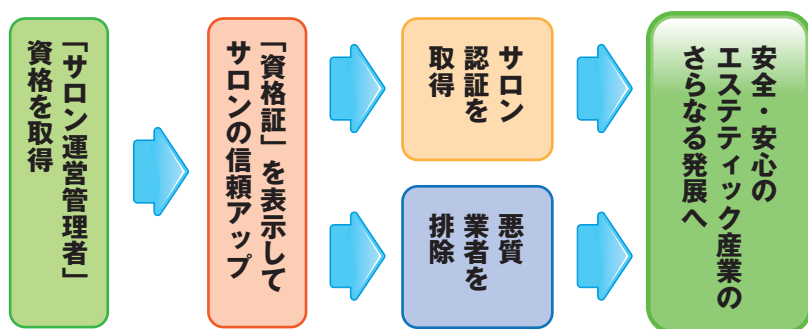 「サロン運営管理者」
資格を取得
「資格証」を表示して
サロンの信頼アップ
サロン
認証を
取得
悪質
業者を
排除
安全・安心の
エステティック産業の
さらなる発展へ